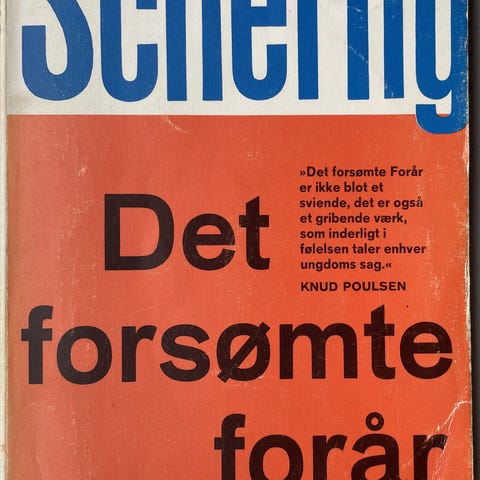 Scherfig
Det
forsømte
forår
»Det forsømte Forår
er ikke blot et
sviende, det er også
et gribende værk,
som inderligt i
følelsen taler enhver
ungdoms sag.«
KNUD POULSEN